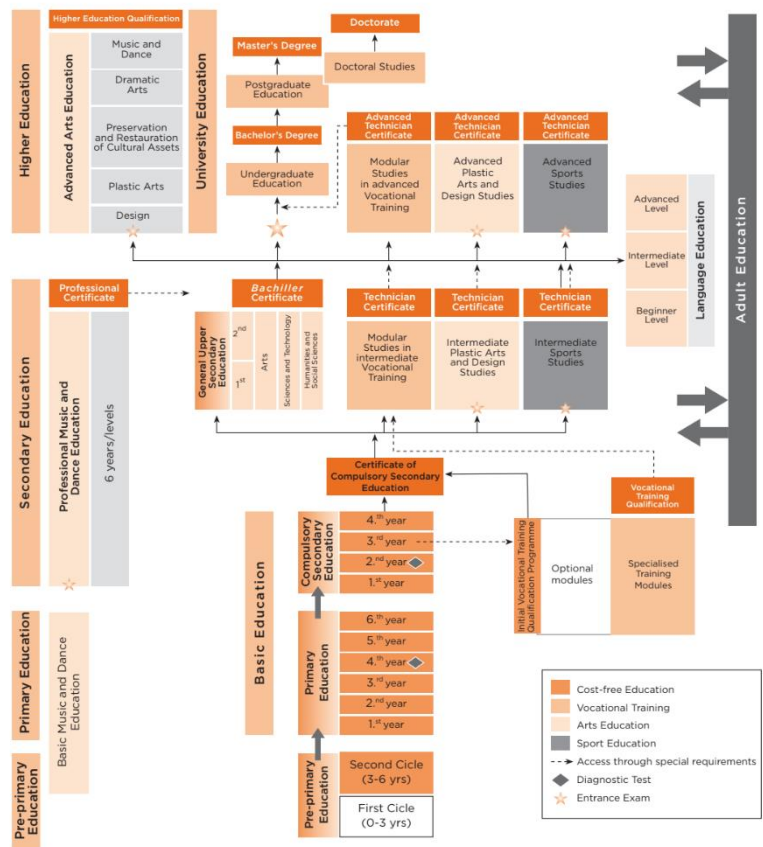 Higher Education
Advanced Arts Education
Higher Education Qualification
Music and
Dance
Dramatic
Arts
Preservation
and Restauration
of Cultural Assets
Plastic Arts
Design
University Education
Master's Degree
Postgraduate
Education
Bachelor's Degree
Undergraduate
Education
Doctorate
Doctoral Studies
Advanced
Technician
Certificate
Modular
Studies
in advanced
Vocational
Training
Advanced
Technician
Certificate
Advanced
Plastic
Arts and
Design Studies
Advanced
Technician
Certificate
Advanced
Sports
Studies
Advanced
Level
Intermediate
Level
Beginner
Level
Language Education
Adult Education
Secondary Education
Professional
Certificate
Professional Music and
Dance Education
6 years/levels
Bachiller
Certificate
General Upper
Secondary
Education
2nd
1st
Arts
Sciences and Technology
Humanities and
Social Sciences
Technician
Certificate
Modular
Studies in
intermediate
Vocational
Training
Technician
Certificate
Intermediate
Plastic Arts
and Design
Studies
Technician
Certificate
Intermediate
Sports
Studies
Certificate of
Compulsory Secondary
Education
Basic Education
Compulsory
Secondary
Education
4.th year
3.rd year
2.nd year
1.st year
Initial Vocational Training
Qualification Programme
Optional
modules
Vocational
Training
Qualification
Specialised
Training
Modules
Primary Education
Basic Music and Dance
Education
Primary
Education
6.th year
5.th year
4.th year
3.rd year
2.nd year
1.st year
Pre-primary
Education
Pre-primary
Education
Second Cicle
(3-6 yrs)
First Cicle
(0-3 yrs)
Cost-free Education
Vocational Training
Arts Education
Sport Education
Access through special requirements
Diagnostic Test
Entrance Exam